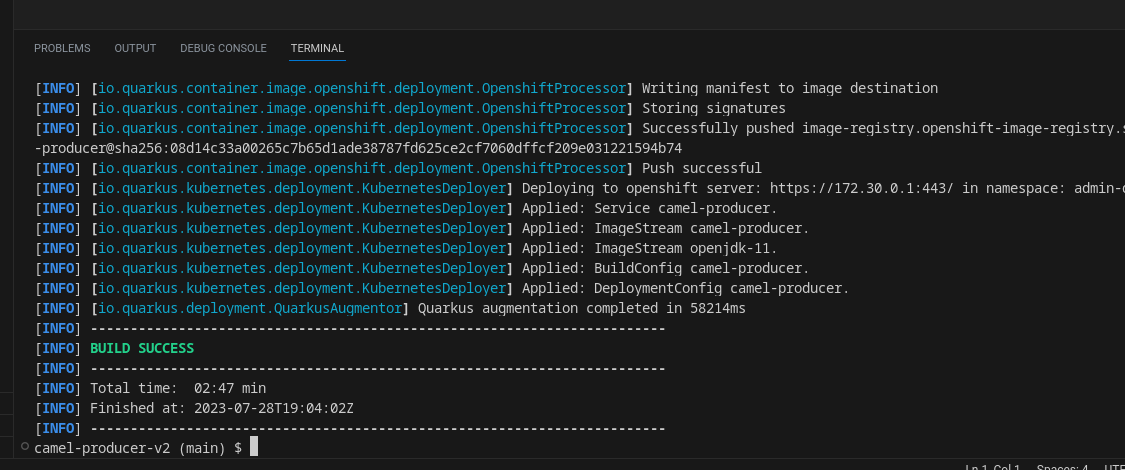 PROBLEMS OUTPUT DEBUG CONSOLE TERMINAL
[INFO] [io.quarkus.container.image.openshift.deployment.OpenshiftProcessor] Writing manifest to image destination
[INFO] [io.quarkus.container.image.openshift.deployment.OpenshiftProcessor] Storing signatures
[INFO] [io.quarkus.container.image.openshift.deployment.OpenshiftProcessor] Successfully pushed image-registry.openshift-image-registry.s
-producer@sha256:08d14c33a00265c7b65d1ade38787fd625ce2cf7060dffcf209e031221594b74
[INFO] [io.quarkus.container.image.openshift.deployment.OpenshiftProcessor] Push successful
[INFO] [io.quarkus.kubernetes.deployment.KubernetesDeployer] Deploying to openshift server: https://172.30.0.1:443/ in namespace: admin-
[INFO] [io.quarkus.kubernetes.deployment.KubernetesDeployer] Applied: Service camel-producer.
[INFO] [io.quarkus.kubernetes.deployment.KubernetesDeployer] Applied: ImageStream camel-producer.
[INFO] [io.quarkus.kubernetes.deployment.KubernetesDeployer] Applied: ImageStream openjdk-11.
[INFO] [io.quarkus.kubernetes.deployment.KubernetesDeployer] Applied: BuildConfig camel-producer.
[INFO] [io.quarkus.kubernetes.deployment.KubernetesDeployer] Applied: DeploymentConfig camel-producer.
[INFO] [io.quarkus.deployment.QuarkusAugmentor] Quarkus augmentation completed in 58214ms
[INFO] ------------------------------------------------------------------------
[INFO] BUILD SUCCESS
[INFO] ------------------------------------------------------------------------
[INFO] Total time:  02:47 min
[INFO] Finished at: 2023-07-28T19:04:02Z
[INFO] ------------------------------------------------------------------------
camel-producer-v2 (main) $
Ln 1, Col 1 Spaces: 4 UTF